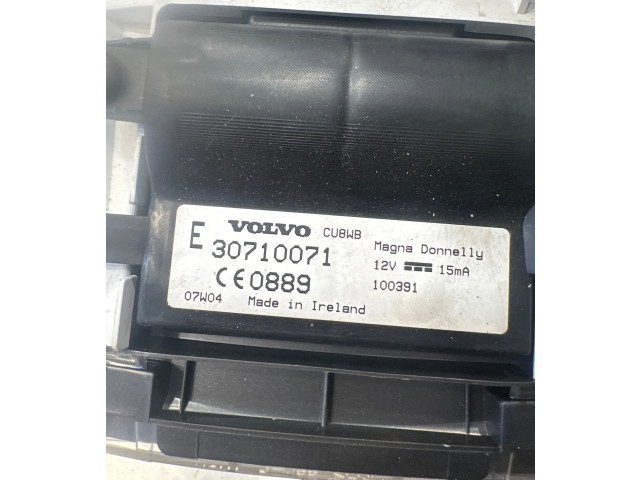 VOLVO CU8WB
E 30710071
CE0889
07W04 Made in Ireland
Magna Donnelly
12V 15mA
100391